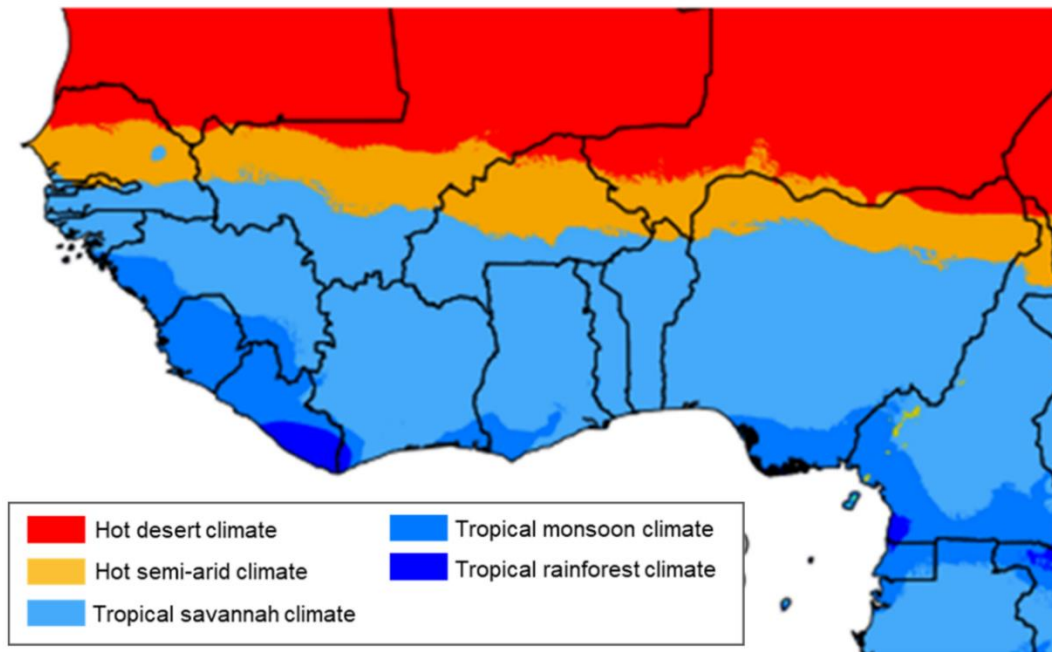 Hot desert climate
Hot semi-arid climate
Tropical savannah climate
Tropical monsoon climate
Tropical rainforest climate